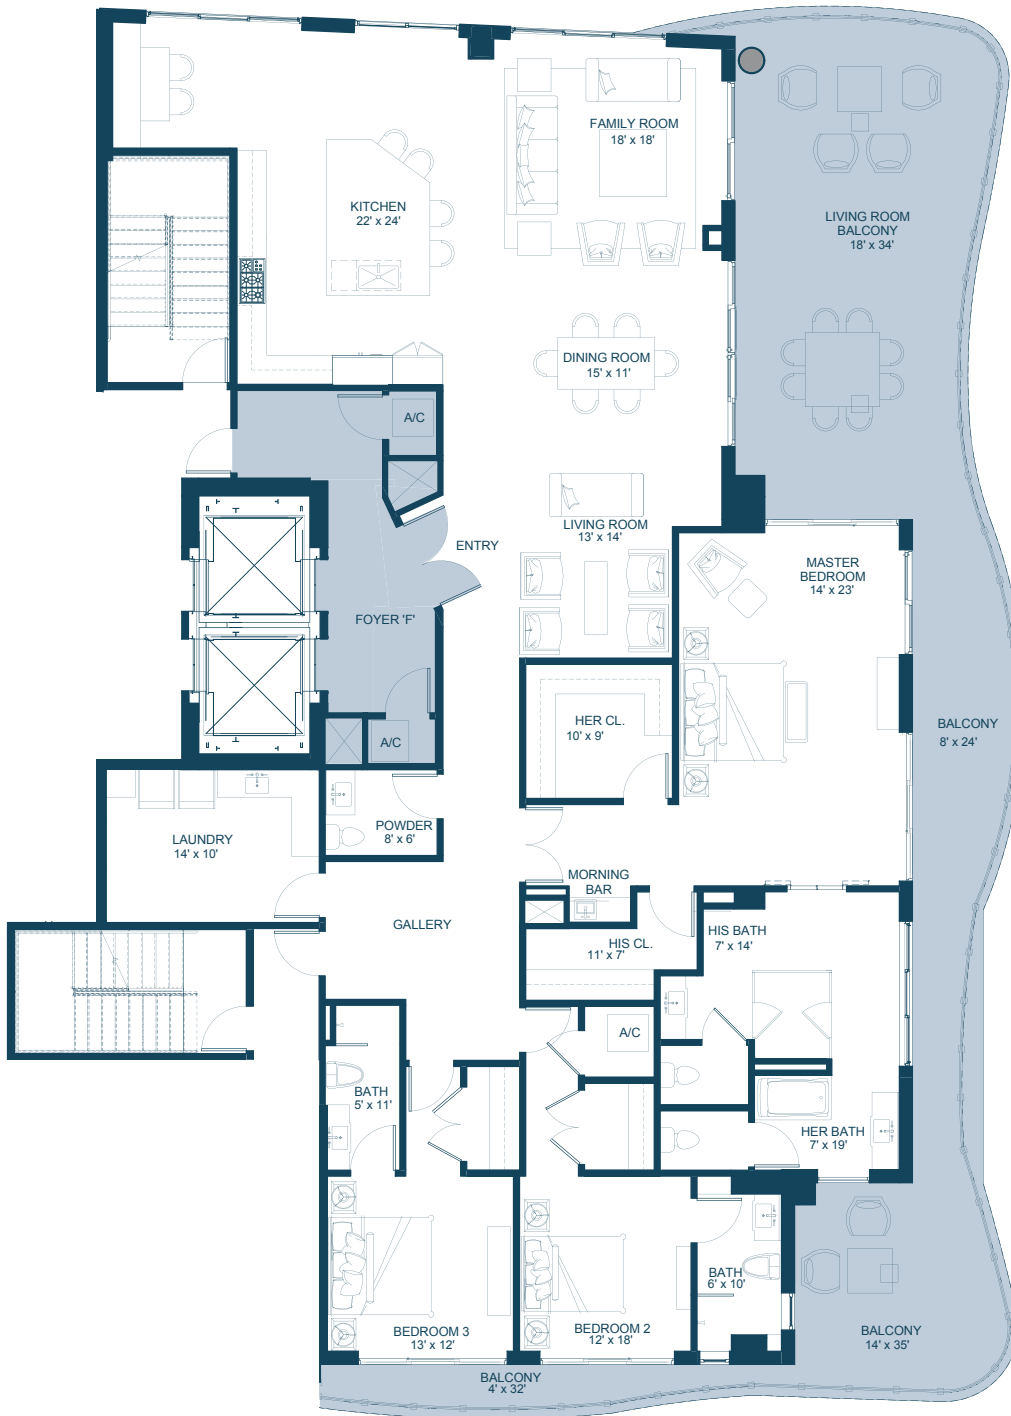 FAMILY ROOM
18' x 18'
KITCHEN
22' x 24'
LIVING ROOM
BALCONY
18' x 34'
DINING ROOM
15' x 11'
A/C
LIVING ROOM
13' x 14'
ENTRY
MASTER
BEDROOM
14' x 23'
FOYER 'F'
HER CL.
10' x 9'
BALCONY
8' x 24'
A/C
POWDER
8' x 6'
LAUNDRY
14' x 10'
MORNING
BAR
GALLERY
HIS BATH
7' x 14'
HIS CL.
11' x 7'
A/C
BATH
5' x 11'
HER BATH
7' x 19'
BATH
6' x 10'
BEDROOM 3
13' x 12'
BEDROOM 2
12' x 18'
BALCONY
14' x 35'
BALCONY
4' x 32'